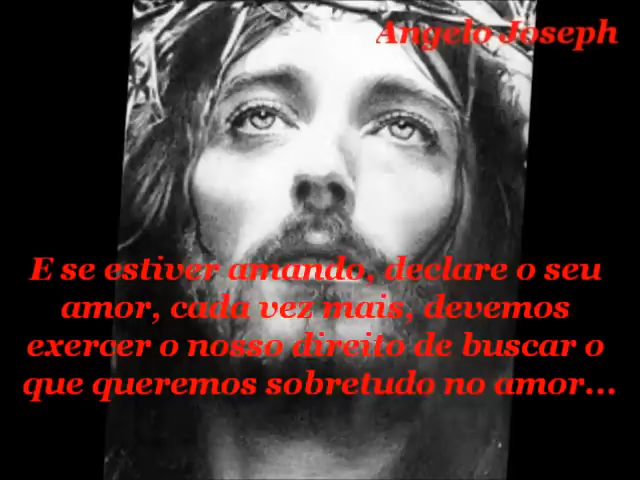 Angelo Joseph
E se estiver amando, declare o seu
amor, cada vez mais, devemos
exercer o nosso direito de buscar o
que queremos sobretudo no amor...